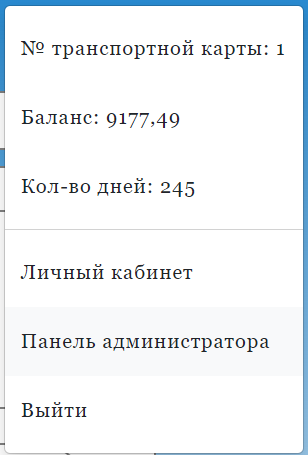 № транспортной карты: 1
Баланс: 9177,49
Кол-во дней: 245
Личный кабинет
Панель администратора
Выйти